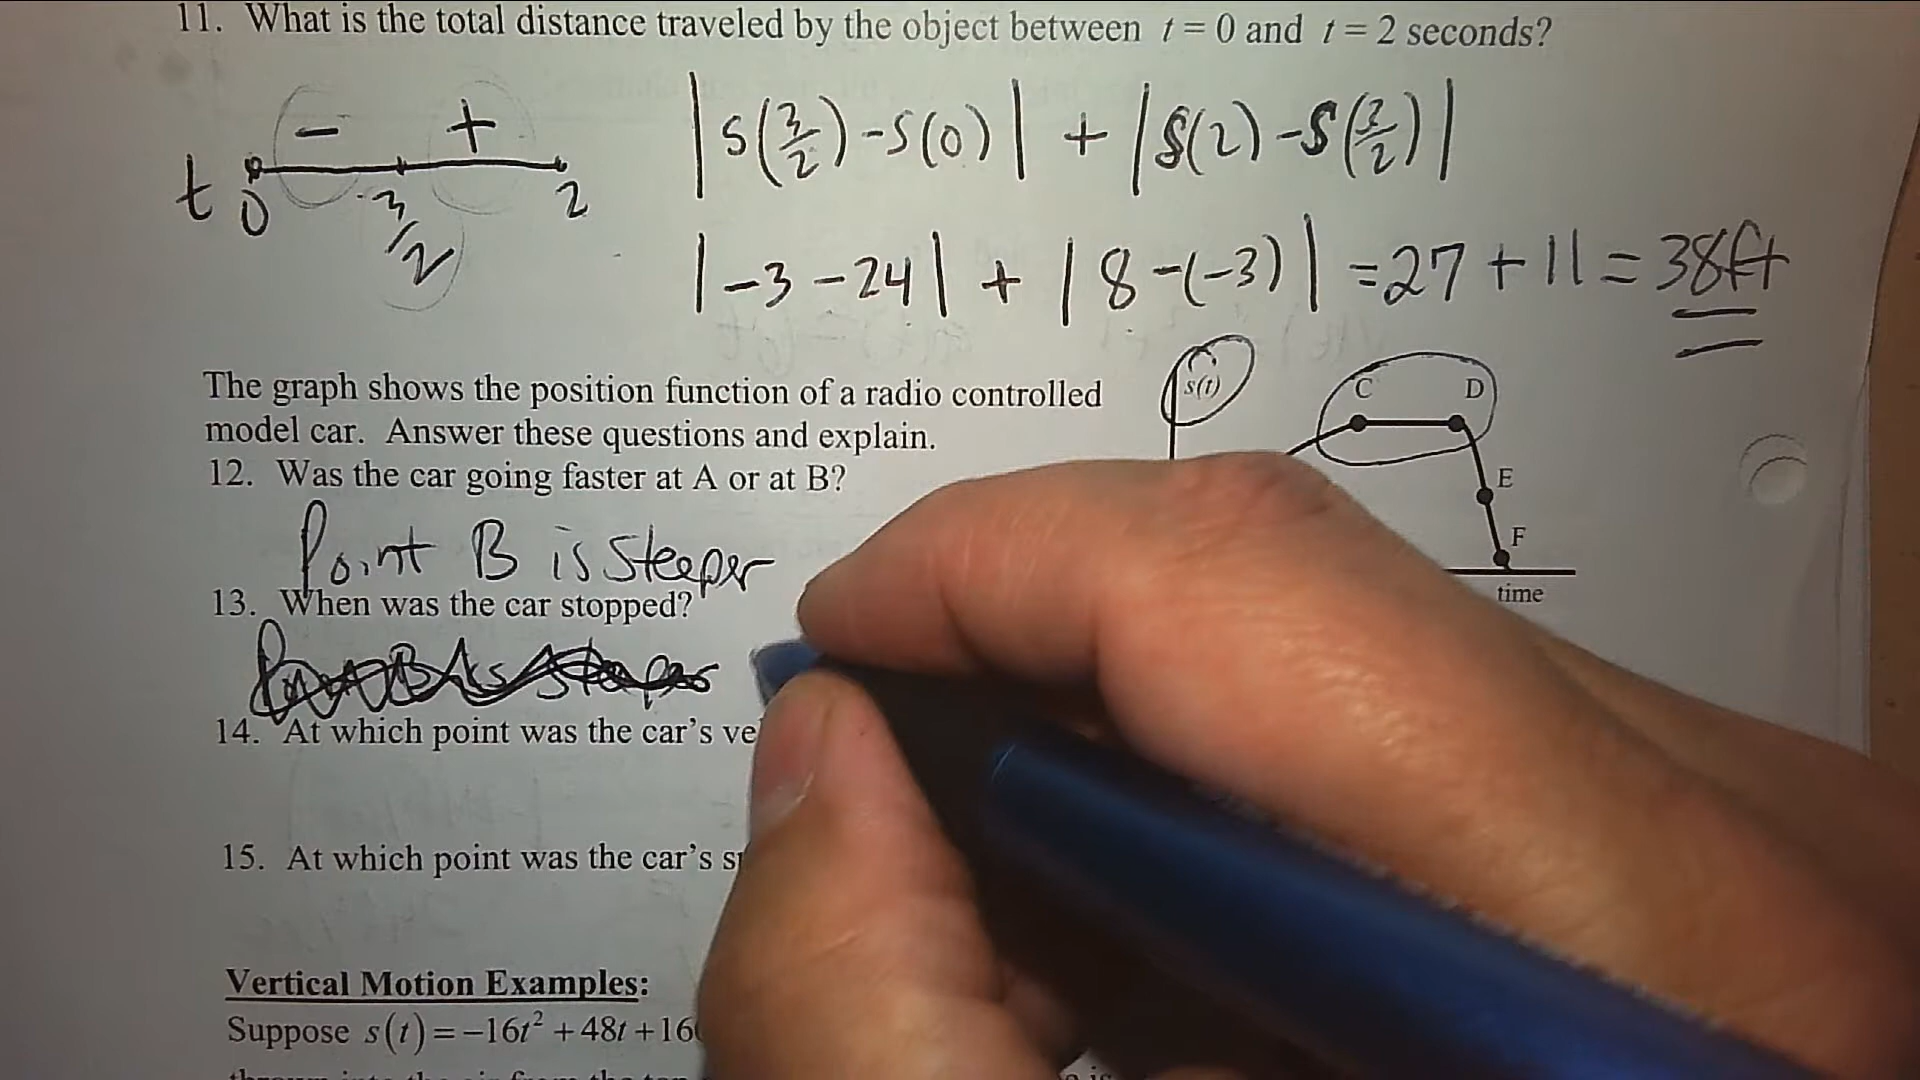 11. What is the total distance traveled by the object between t = 0 and t = 2 seconds?
- +
t 0 3/2 2
|s(3/2) - s(0)| + |s(2) - s(3/2)|
|-3 - 24| + |8 - (-3)| = 27 + 11 = 38ft
The graph shows the position function of a radio controlled
model car. Answer these questions and explain.
s(t)
C D
E
F
time
12. Was the car going faster at A or at B?
Point B is steeper
13. When was the car stopped?
14. At which point was the car's
15. At which point was the car's
Vertical Motion Examples:
Suppose s(t) = -16t² + 48t + 16